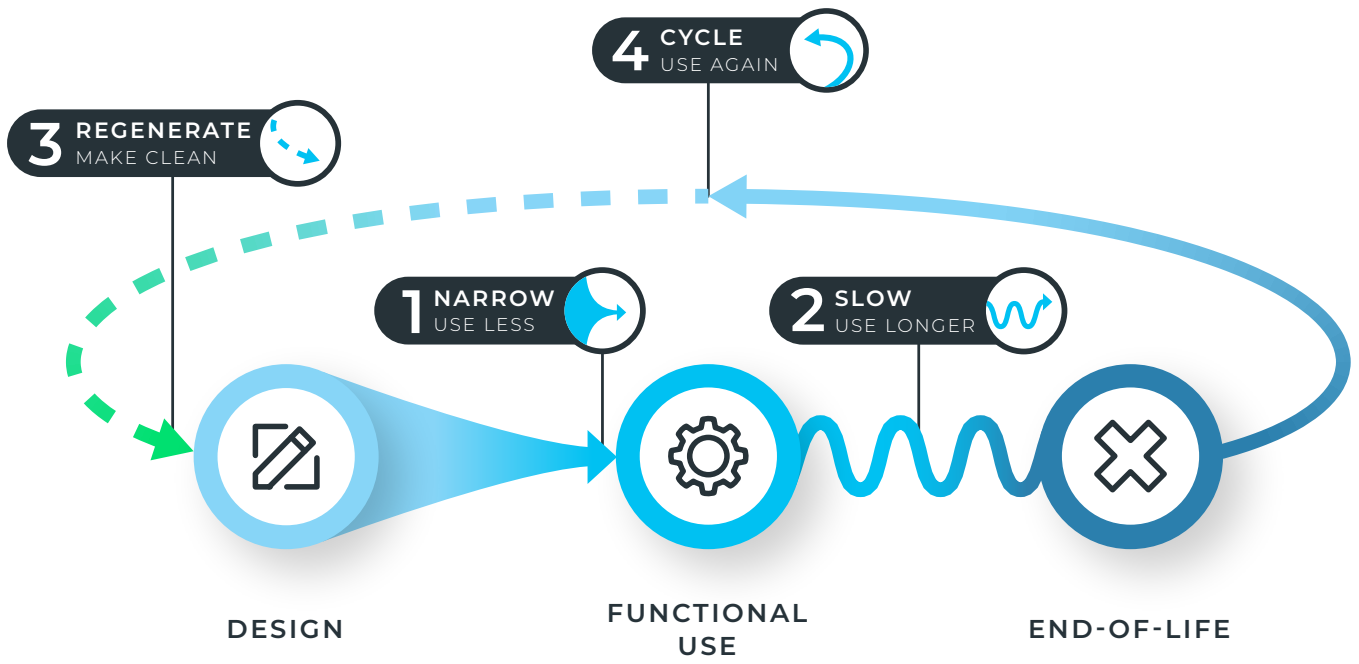 4 CYCLE
USE AGAIN
3 REGENERATE
MAKE CLEAN
1 NARROW
USE LESS
2 SLOW
USE LONGER
DESIGN
FUNCTIONAL
USE
END-OF-LIFE